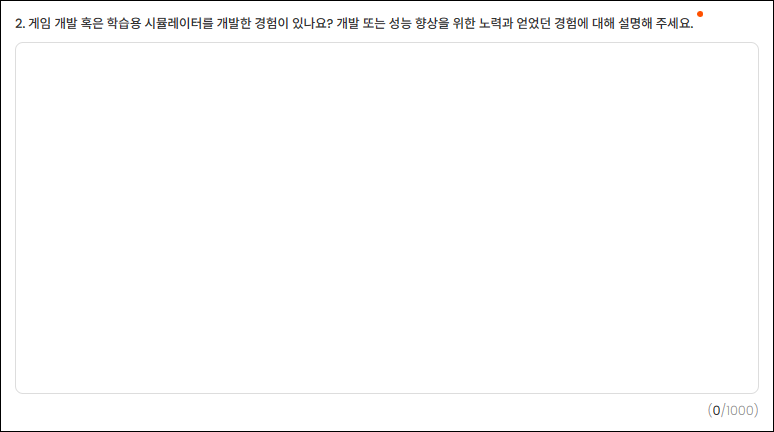 2. 게임 개발 혹은 학습용 시뮬레이터를 개발한 경험이 있나요? 개발 또는 성능 향상을 위한 노력과 얻었던 경험에 대해 설명해 주세요.
(0/1000)